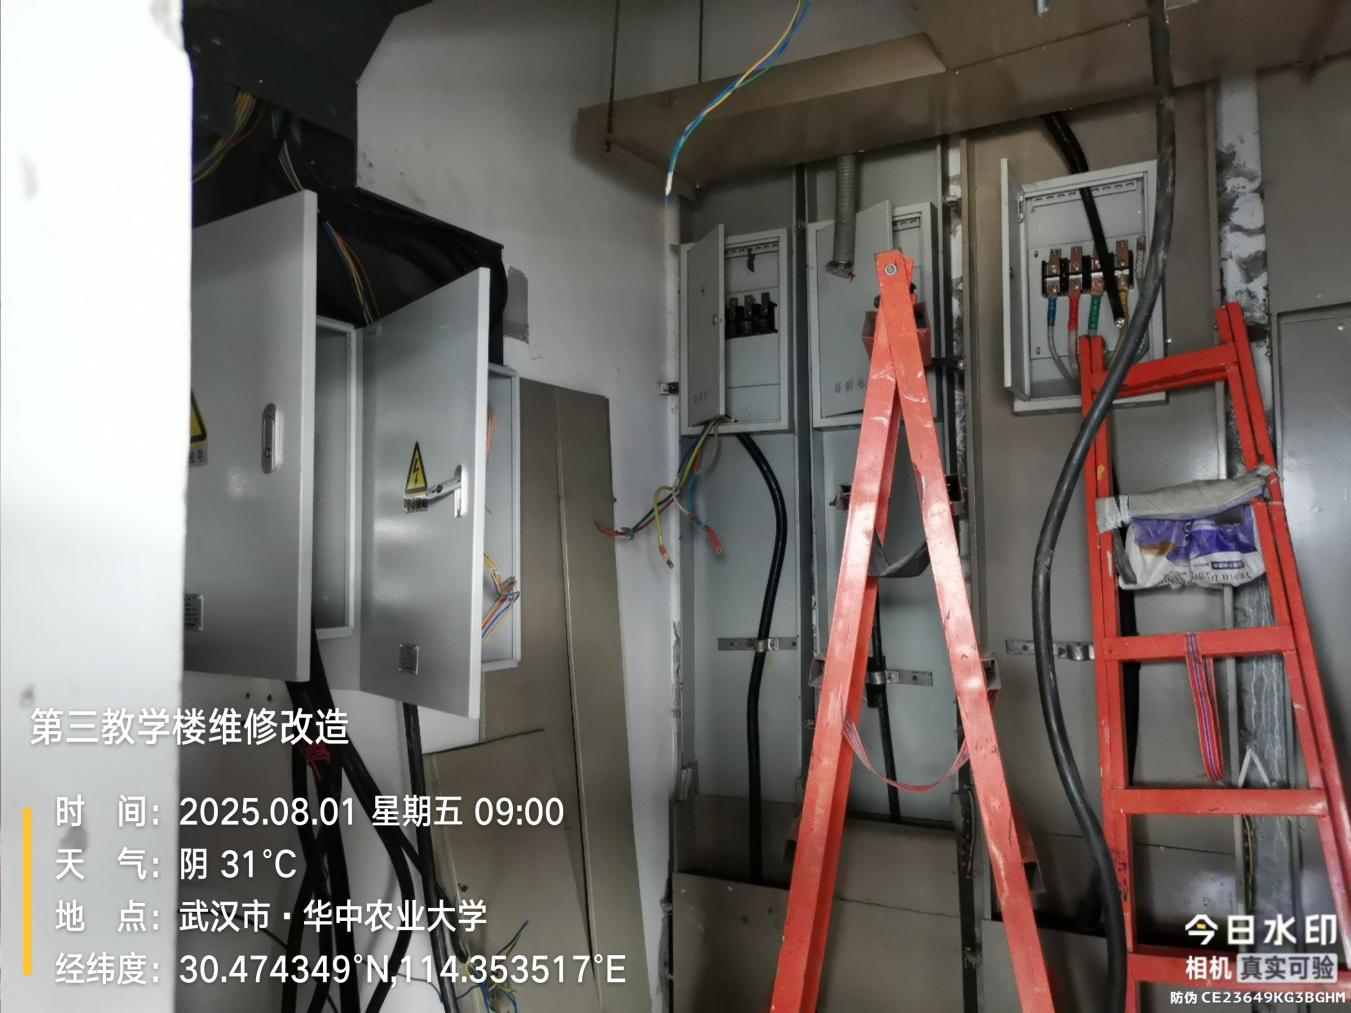 第三教学楼维修改造
时 间：2025.08.01 星期五 09:00
天 气：阴 31°C
地 点：武汉市·华中农业大学
经纬度：30.474349°N,114.353517°E
今日水印
相机 真实可验
防伪 CE23649KG3BGHM